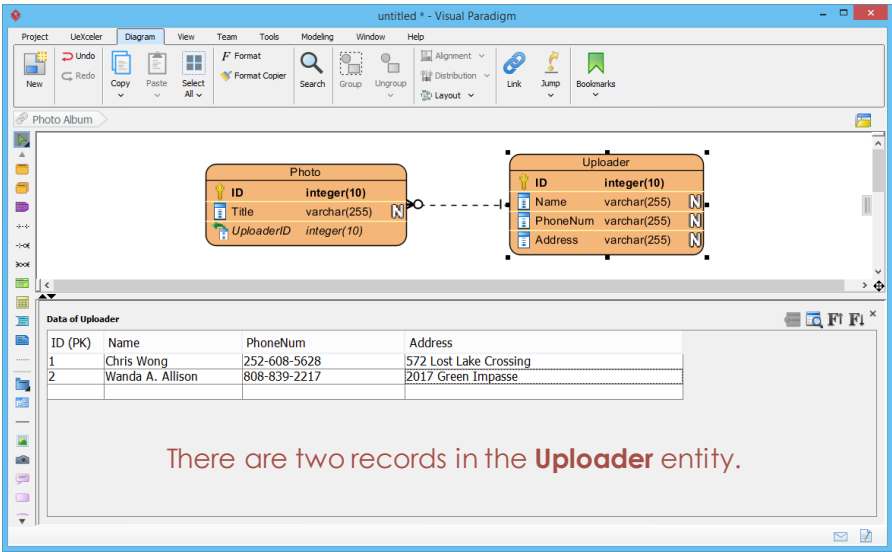 untitled * - Visual Paradigm
Project UeXceler Diagram View Team Tools Modeling Window Help
New
Undo
Redo
Copy
Paste
Select All
F Format
Format Copier
Search
Group
Ungroup
Alignment
Distribution
Layout
Link
Jump
Bookmarks
Photo Album
Photo
ID integer(10)
Title varchar(255) N
UploaderID integer(10)
Uploader
ID integer(10)
Name varchar(255) N
PhoneNum varchar(255) N
Address varchar(255) N
Data of Uploader
ID (PK) Name PhoneNum Address
1 Chris Wong 252-608-5628 572 Lost Lake Crossing
2 Wanda A. Allison 808-839-2217 2017 Green Impasse
There are two records in the Uploader entity.